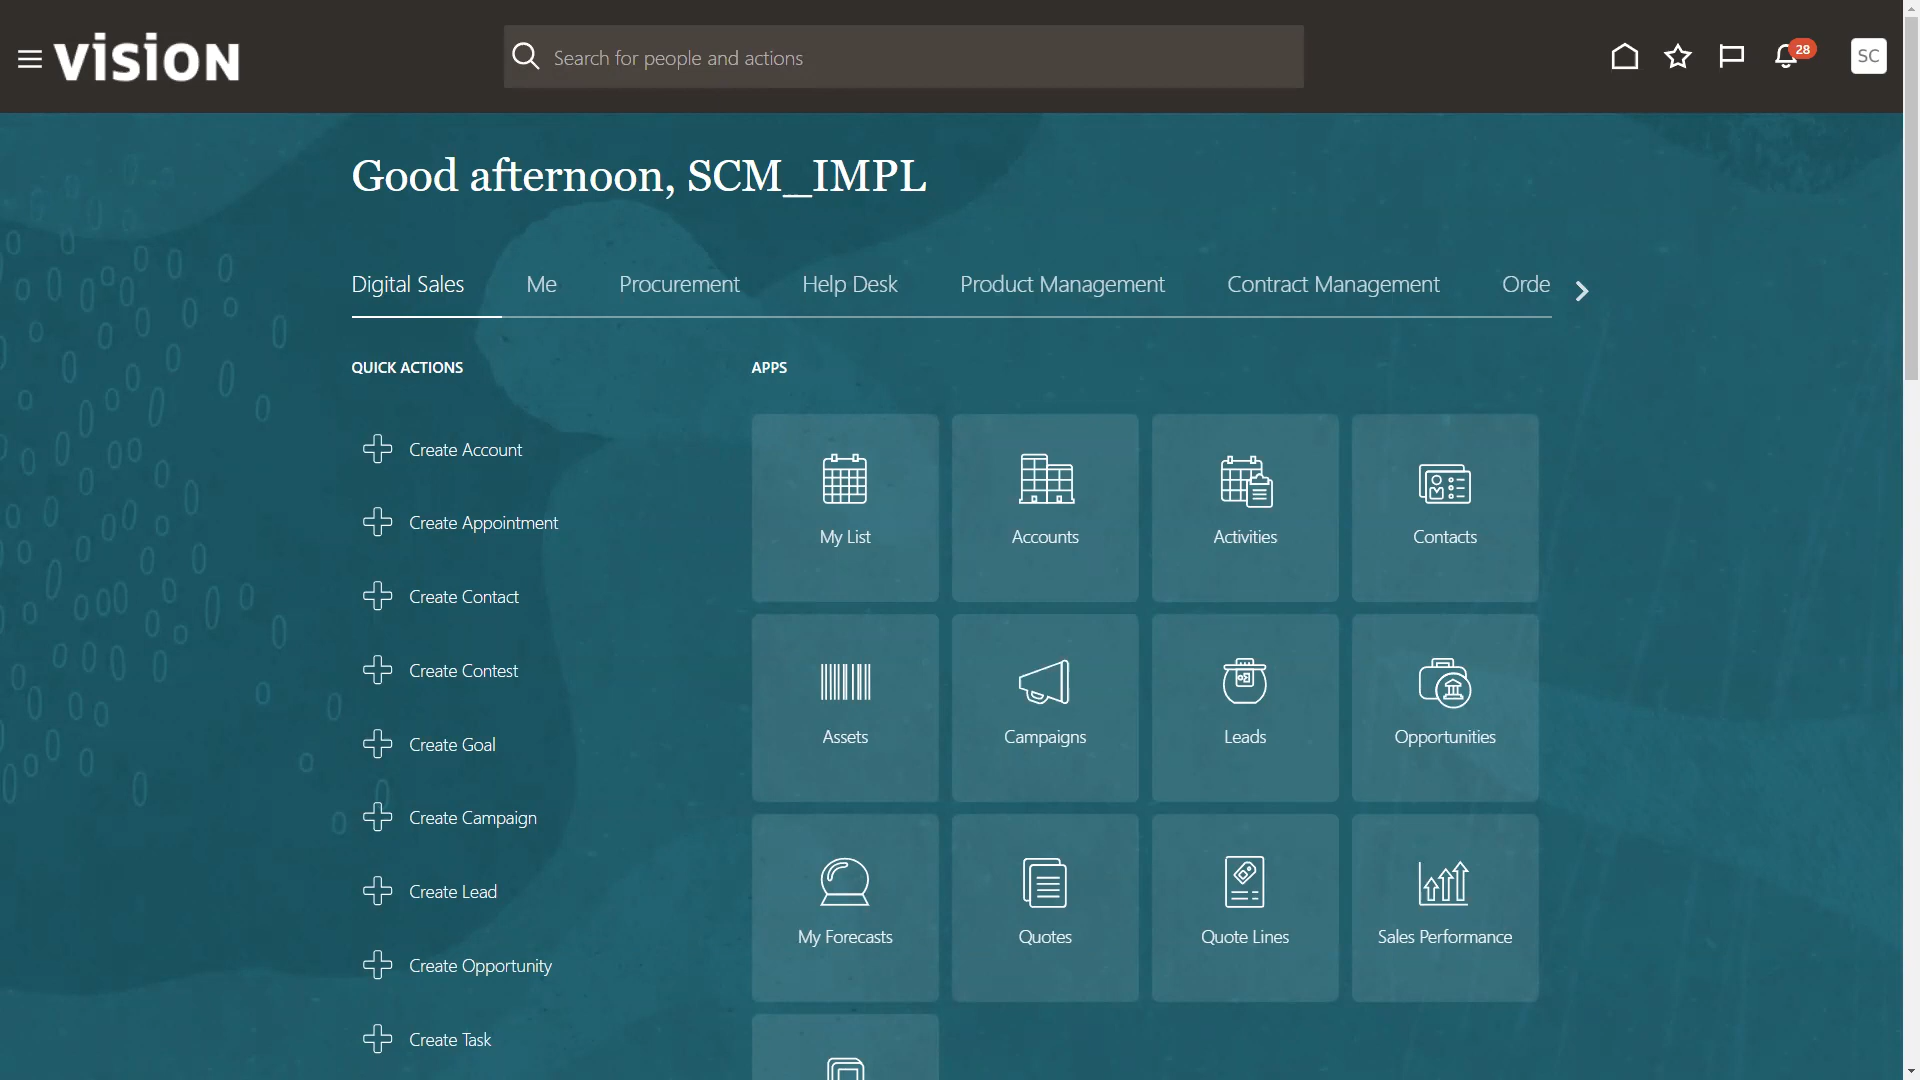 vision
Search for people and actions
28
SC
Good afternoon, SCM_IMPL
Digital Sales
Me
Procurement
Help Desk
Product Management
Contract Management
Orde
QUICK ACTIONS
APPS
Create Account
Create Appointment
Create Contact
Create Contest
Create Goal
Create Campaign
Create Lead
Create Opportunity
Create Task
My List
Accounts
Activities
Contacts
Assets
Campaigns
Leads
Opportunities
My Forecasts
Quotes
Quote Lines
Sales Performance